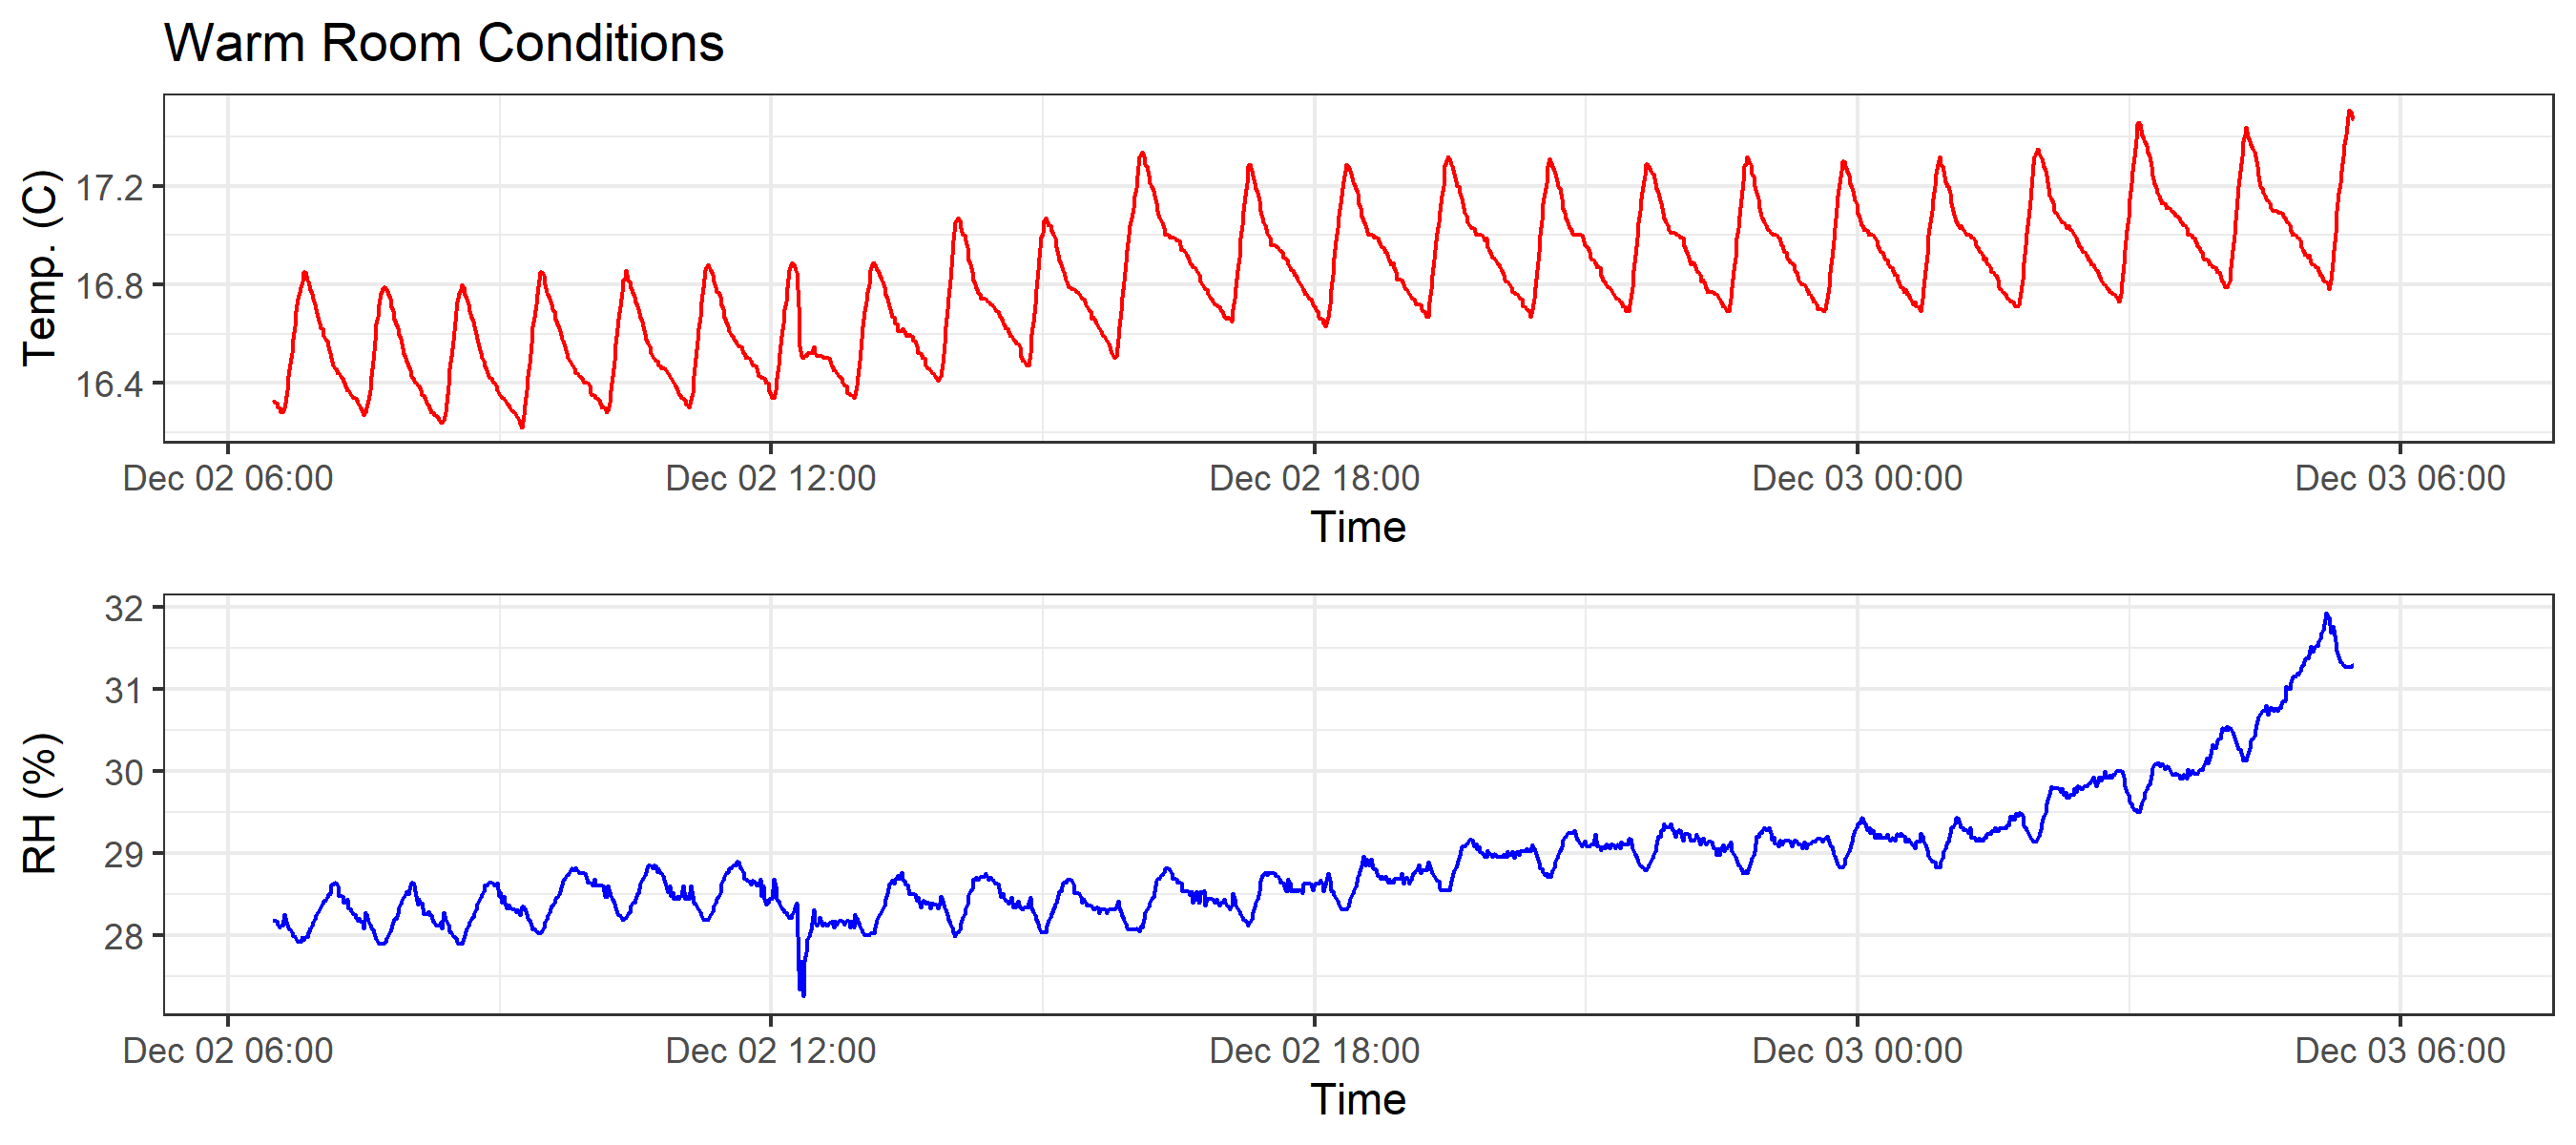 Warm Room Conditions
Temp. (C)
17.2
16.8
16.4
Dec 02 06:00 Dec 02 12:00 Dec 02 18:00 Dec 03 00:00 Dec 03 06:00
Time
RH (%)
32
31
30
29
28
Dec 02 06:00 Dec 02 12:00 Dec 02 18:00 Dec 03 00:00 Dec 03 06:00
Time